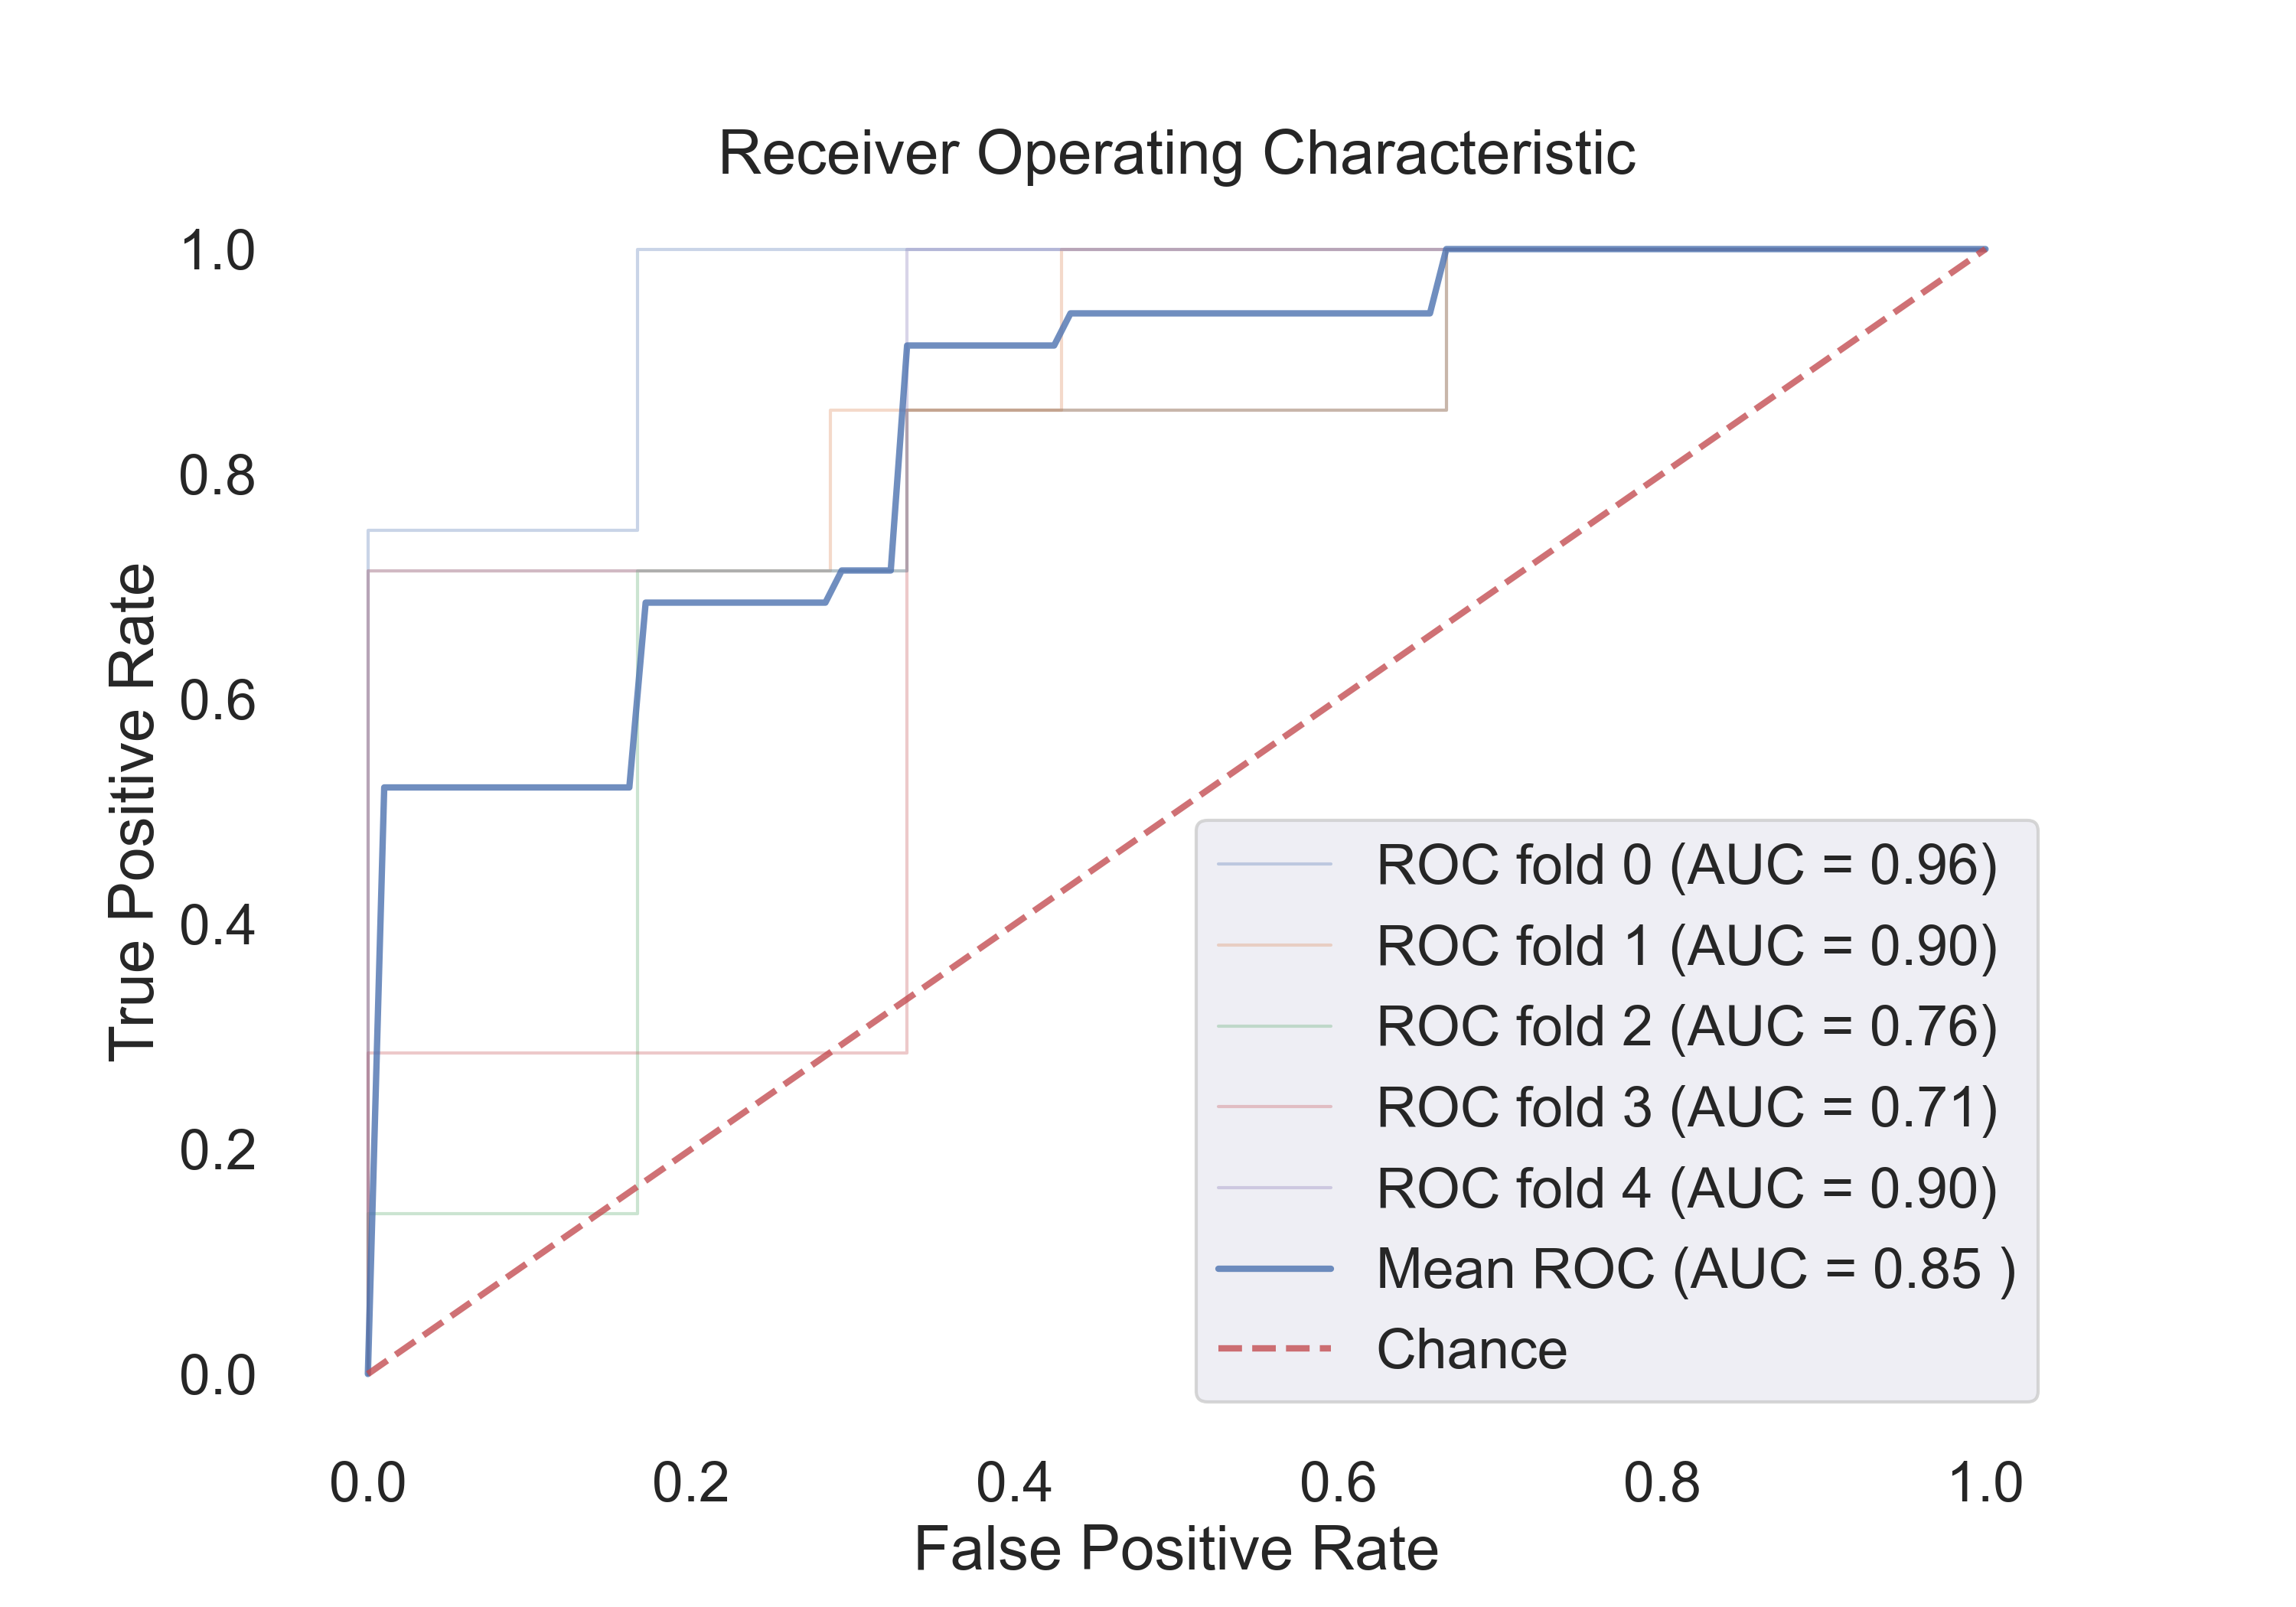 Receiver Operating Characteristic
1.0
0.8
0.6
0.4
0.2
0.0
True Positive Rate
ROC fold 0 (AUC = 0.96)
ROC fold 1 (AUC = 0.90)
ROC fold 2 (AUC = 0.76)
ROC fold 3 (AUC = 0.71)
ROC fold 4 (AUC = 0.90)
Mean ROC (AUC = 0.85 )
Chance
0.0 0.2 0.4 0.6 0.8 1.0
False Positive Rate